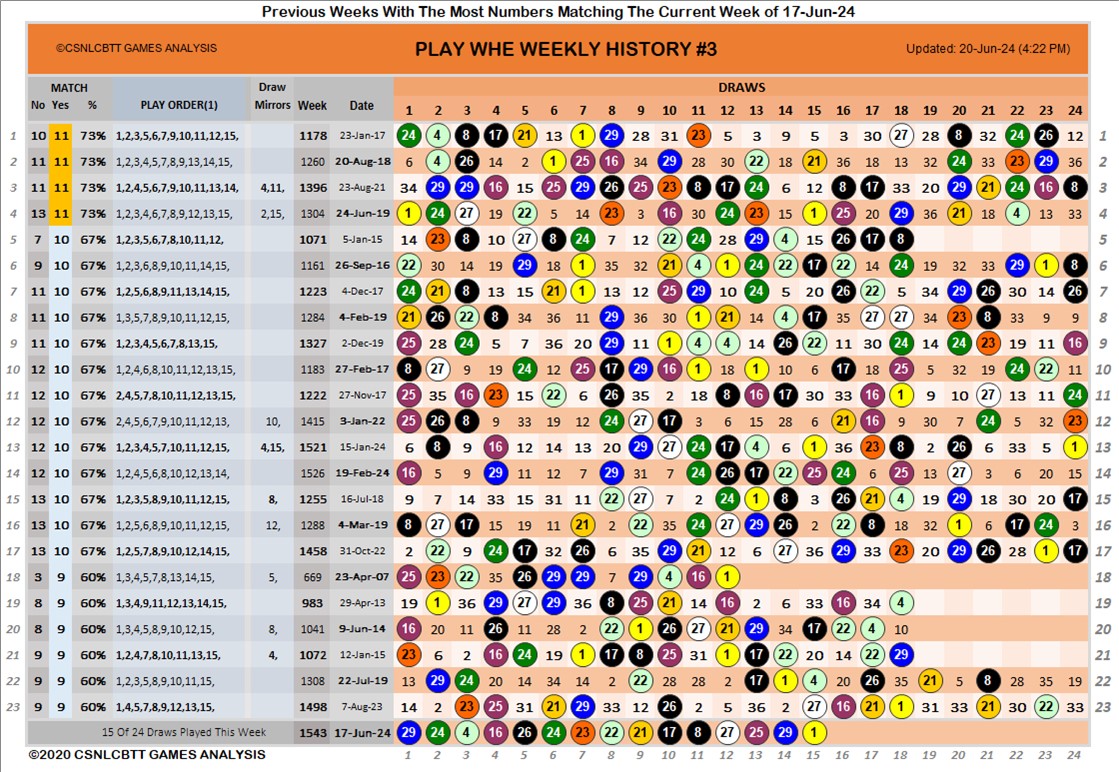 Previous Weeks With The Most Numbers Matching The Current Week of 17-Jun-24
©CSNLCBTT GAMES ANALYSIS PLAY WHE WEEKLY HISTORY #3 Updated: 20-Jun-24 (4:22 PM)
MATCH Draw DRAWS
No Yes % PLAY ORDER(1) Mirrors Week Date 1 2 3 4 5 6 7 8 9 10 11 12 13 14 15 16 17 18 19 20 21 22 23 24
1 10 11 73% 1,2,3,5,6,7,9,10,11,12,15, 1178 23-Jan-17 24 4 8 17 21 13 1 29 28 31 23 5 3 9 5 3 30 27 28 8 32 24 26 12 1
2 11 11 73% 1,2,3,4,5,7,8,9,13,14,15, 1260 20-Aug-18 6 4 26 14 2 1 25 16 34 29 28 30 22 18 21 36 18 13 32 24 33 23 29 36 2
3 11 11 73% 1,2,4,5,6,7,9,10,11,13,14, 4,11, 1396 23-Aug-21 34 29 29 16 15 25 29 26 25 23 8 17 24 6 12 8 17 33 20 29 21 24 16 8 3
4 13 11 73% 1,2,3,4,6,7,8,9,12,13,15, 2,15, 1304 24-Jun-19 1 24 27 19 22 5 14 23 3 16 30 24 23 15 1 25 20 29 36 21 18 4 13 33 4
5 7 10 67% 1,2,3,5,6,7,8,10,11,12, 1071 5-Jan-15 14 23 8 10 27 8 24 7 12 22 24 28 29 4 15 26 17 8 5
6 9 10 67% 1,2,3,6,8,9,10,11,14,15, 1161 26-Sep-16 22 30 14 19 29 18 1 35 32 21 4 1 24 22 17 22 14 24 19 32 33 29 1 8 6
7 11 10 67% 1,2,5,6,8,9,11,13,14,15, 1223 4-Dec-17 24 21 8 13 15 21 1 13 12 25 29 10 24 5 20 26 22 5 34 29 26 30 14 26 7
8 11 10 67% 1,3,5,7,8,9,10,11,12,15, 1284 4-Feb-19 21 26 22 8 34 36 11 29 36 30 1 21 14 4 17 35 27 27 34 23 8 33 9 9 8
9 11 10 67% 1,2,3,4,5,6,7,8,13,15, 1327 2-Dec-19 25 28 24 5 7 36 20 29 11 1 4 4 14 26 22 11 30 24 14 24 23 19 11 16 9
10 12 10 67% 1,2,4,6,8,10,11,12,13,15, 1183 27-Feb-17 8 27 9 19 24 12 25 17 29 16 1 18 1 10 6 17 18 25 5 32 19 24 22 11 10
11 12 10 67% 2,4,5,7,8,10,11,12,13,15, 1222 27-Nov-17 25 35 16 23 15 22 6 26 35 2 18 8 16 17 30 33 16 1 9 10 27 13 11 24 11
12 12 10 67% 2,4,5,6,7,9,10,11,12,13, 10, 1415 3-Jan-22 25 26 8 9 33 19 12 24 27 17 3 6 15 28 6 21 16 9 30 7 24 5 32 23 12
13 12 10 67% 1,2,3,4,5,7,10,11,12,15, 4,15, 1521 15-Jan-24 6 8 9 16 12 14 13 20 29 27 24 17 4 6 1 36 23 8 2 26 6 33 5 1 13
14 12 10 67% 1,2,4,5,6,8,10,12,13,14, 1526 19-Feb-24 16 5 4 29 11 28 14 29 31 7 24 26 17 22 25 24 6 25 13 27 3 6 20 15 14
15 13 10 67% 1,2,3,5,8,9,10,11,12,15, 8, 1255 16-Jul-18 9 7 14 33 15 31 11 22 27 7 2 24 1 8 3 26 21 4 19 29 18 30 20 17 15
16 13 10 67% 1,2,5,6,8,9,10,11,12,15, 12, 1288 4-Mar-19 8 27 17 15 19 11 21 2 22 35 24 27 29 26 2 22 8 18 32 1 6 17 24 3 16
17 13 10 67% 1,2,5,7,8,9,10,12,14,15, 1458 31-Oct-22 2 22 9 24 17 32 26 6 35 29 21 12 6 27 36 29 33 23 20 29 26 28 1 17 17
18 3 9 60% 1,3,4,5,7,8,13,14,15, 5, 669 23-Apr-07 25 23 22 35 26 29 29 7 29 4 16 1 18
19 8 9 60% 1,3,4,9,11,12,13,14,15, 983 29-Apr-13 19 1 36 29 27 29 36 8 25 21 14 16 2 6 33 16 34 4 19
20 8 9 60% 1,3,4,5,8,9,10,12,15, 8, 1041 9-Jun-14 16 20 11 26 11 28 2 22 1 26 27 21 29 34 17 22 4 10 20
21 9 9 60% 1,2,4,7,8,10,11,13,15, 4, 1072 12-Jan-15 23 6 2 16 24 19 1 17 8 25 31 1 17 22 20 14 22 29 21
22 9 9 60% 1,2,3,5,8,9,10,11,15, 1308 22-Jul-19 13 29 24 20 14 34 14 2 22 28 28 2 17 1 4 20 26 35 21 5 8 28 35 19 22
23 9 9 60% 1,4,5,7,8,9,10,12,13, 1498 7-Aug-23 14 2 23 25 31 21 29 33 12 26 2 5 36 2 27 16 21 1 31 33 21 30 22 33 23
15 Of 24 Draws Played This Week 1543 17-Jun-24 29 24 4 16 26 24 23 22 21 17 8 27 25 29 1
©2020 CSNLCBTT GAMES ANALYSIS 1 2 3 4 5 6 7 8 9 10 11 12 13 14 15 16 17 18 19 20 21 22 23 24